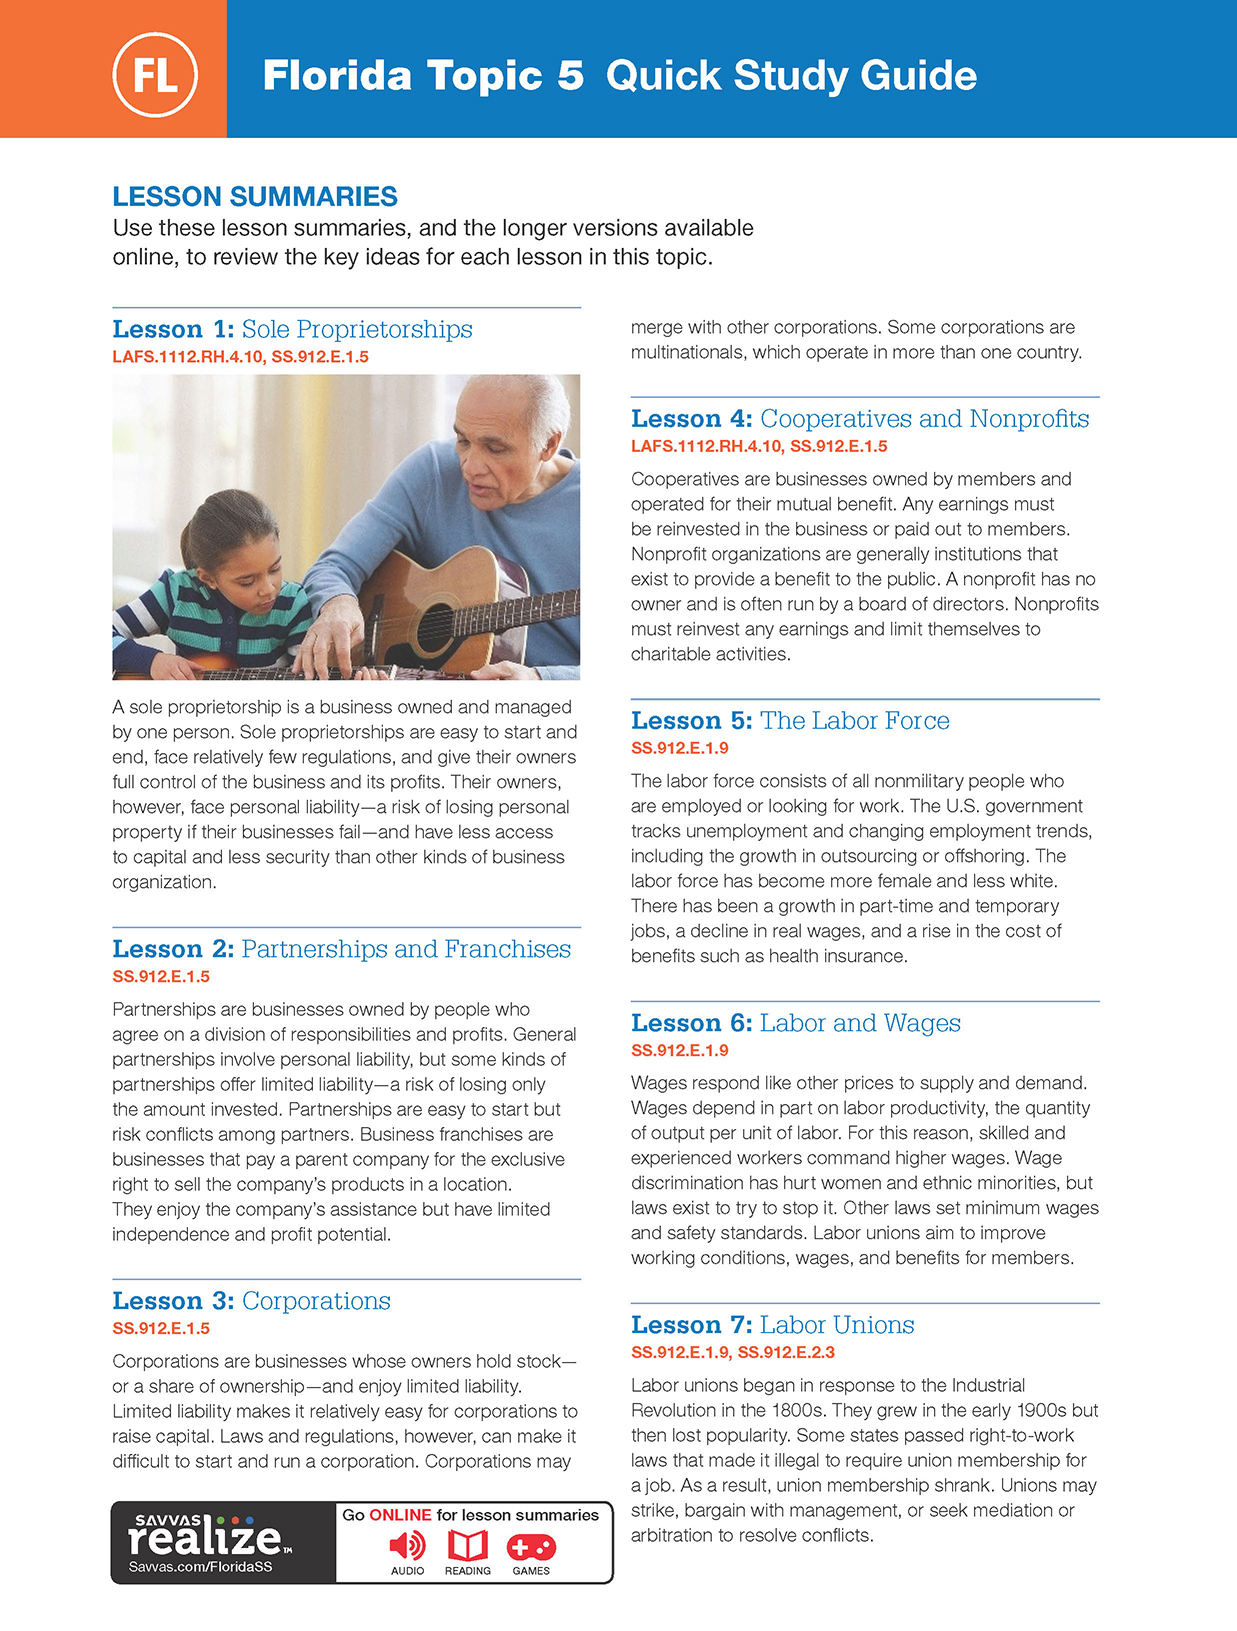 FL
Florida Topic 5 Quick Study Guide
LESSON SUMMARIES
Use these lesson summaries, and the longer versions available
online, to review the key ideas for each lesson in this topic.
Lesson 1: Sole Proprietorships
LAFS.1112.RH.4.10, SS.912.E.1.5
A sole proprietorship is a business owned and managed
by one person. Sole proprietorships are easy to start and
end, face relatively few regulations, and give their owners
full control of the business and its profits. Their owners,
however, face personal liability—a risk of losing personal
property if their businesses fail—and have less access
to capital and less security than other kinds of business
organization.
Lesson 2: Partnerships and Franchises
SS.912.E.1.5
Partnerships are businesses owned by people who
agree on a division of responsibilities and profits. General
partnerships involve personal liability, but some kinds of
partnerships offer limited liability—a risk of losing only
the amount invested. Partnerships are easy to start but
risk conflicts among partners. Business franchises are
businesses that pay a parent company for the exclusive
right to sell the company's products in a location.
They enjoy the company's assistance but have limited
independence and profit potential.
Lesson 3: Corporations
SS.912.E.1.5
Corporations are businesses whose owners hold stock—
or a share of ownership—and enjoy limited liability.
Limited liability makes it relatively easy for corporations to
raise capital. Laws and regulations, however, can make it
difficult to start and run a corporation. Corporations may
merge with other corporations. Some corporations are
multinationals, which operate in more than one country.
Lesson 4: Cooperatives and Nonprofits
LAFS.1112.RH.4.10, SS.912.E.1.5
Cooperatives are businesses owned by members and
operated for their mutual benefit. Any earnings must
be reinvested in the business or paid out to members.
Nonprofit organizations are generally institutions that
exist to provide a benefit to the public. A nonprofit has no
owner and is often run by a board of directors. Nonprofits
must reinvest any earnings and limit themselves to
charitable activities.
Lesson 5: The Labor Force
SS.912.E.1.9
The labor force consists of all nonmilitary people who
are employed or looking for work. The U.S. government
tracks unemployment and changing employment trends,
including the growth in outsourcing or offshoring. The
labor force has become more female and less white.
There has been a growth in part-time and temporary
jobs, a decline in real wages, and a rise in the cost of
benefits such as health insurance.
Lesson 6: Labor and Wages
SS.912.E.1.9
Wages respond like other prices to supply and demand.
Wages depend in part on labor productivity, the quantity
of output per unit of labor. For this reason, skilled and
experienced workers command higher wages. Wage
discrimination has hurt women and ethnic minorities, but
laws exist to try to stop it. Other laws set minimum wages
and safety standards. Labor unions aim to improve
working conditions, wages, and benefits for members.
Lesson 7: Labor Unions
SS.912.E.1.9, SS.912.E.2.3
Labor unions began in response to the Industrial
Revolution in the 1800s. They grew in the early 1900s but
then lost popularity. Some states passed right-to-work
laws that made it illegal to require union membership for
a job. As a result, union membership shrank. Unions may
strike, bargain with management, or seek mediation or
arbitration to resolve conflicts.
SAVVAS
realize™
Savvas.com/FloridaSS
Go ONLINE for lesson summaries
AUDIO READING GAMES